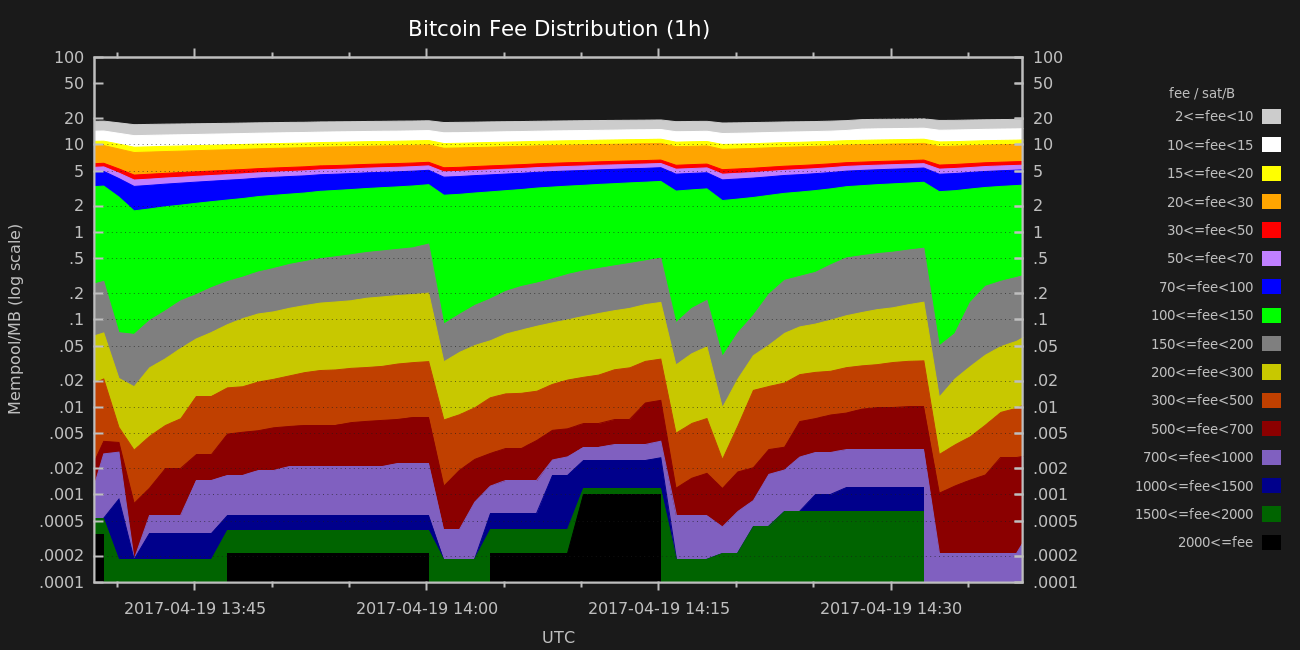 Bitcoin Fee Distribution (1h)
100 100
50 50
20 20
10 10
5 5
2 2
1 1
.5 .5
.2 .2
.1 .1
.05 .05
.02 .02
.01 .01
.005 .005
.002 .002
.001 .001
.0005 .0005
.0002 .0002
.0001 .0001
Mempool/MB (log scale)
2017-04-19 13:45 2017-04-19 14:00 2017-04-19 14:15 2017-04-19 14:30
UTC
fee / sat/B
2<=fee<10
10<=fee<15
15<=fee<20
20<=fee<30
30<=fee<50
50<=fee<70
70<=fee<100
100<=fee<150
150<=fee<200
200<=fee<300
300<=fee<500
500<=fee<700
700<=fee<1000
1000<=fee<1500
1500<=fee<2000
2000<=fee